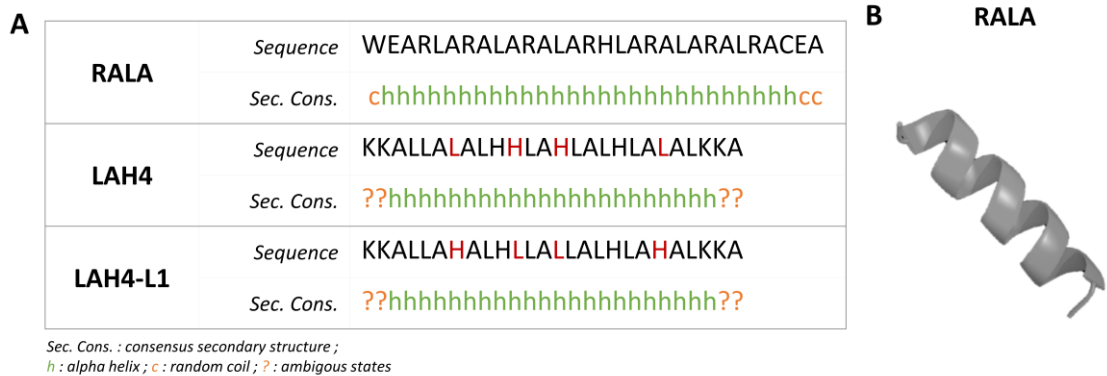 A
B
RALA
RALA
Sequence WEARLARALARALARHLARALARALRACEA
Sec. Cons. chhhhhhhhhhhhhhhhhhhhhhhhhhhcc
LAH4
Sequence KKALLALALHHLAHLALHLALALKKA
Sec. Cons. ??hhhhhhhhhhhhhhhhhhhhhh??
LAH4-L1
Sequence KKALLAHALHLLALLALHLAHALKKA
Sec. Cons. ??hhhhhhhhhhhhhhhhhhhhhh??
Sec. Cons. : consensus secondary structure ;
h : alpha helix ; c : random coil ; ? : ambigous states